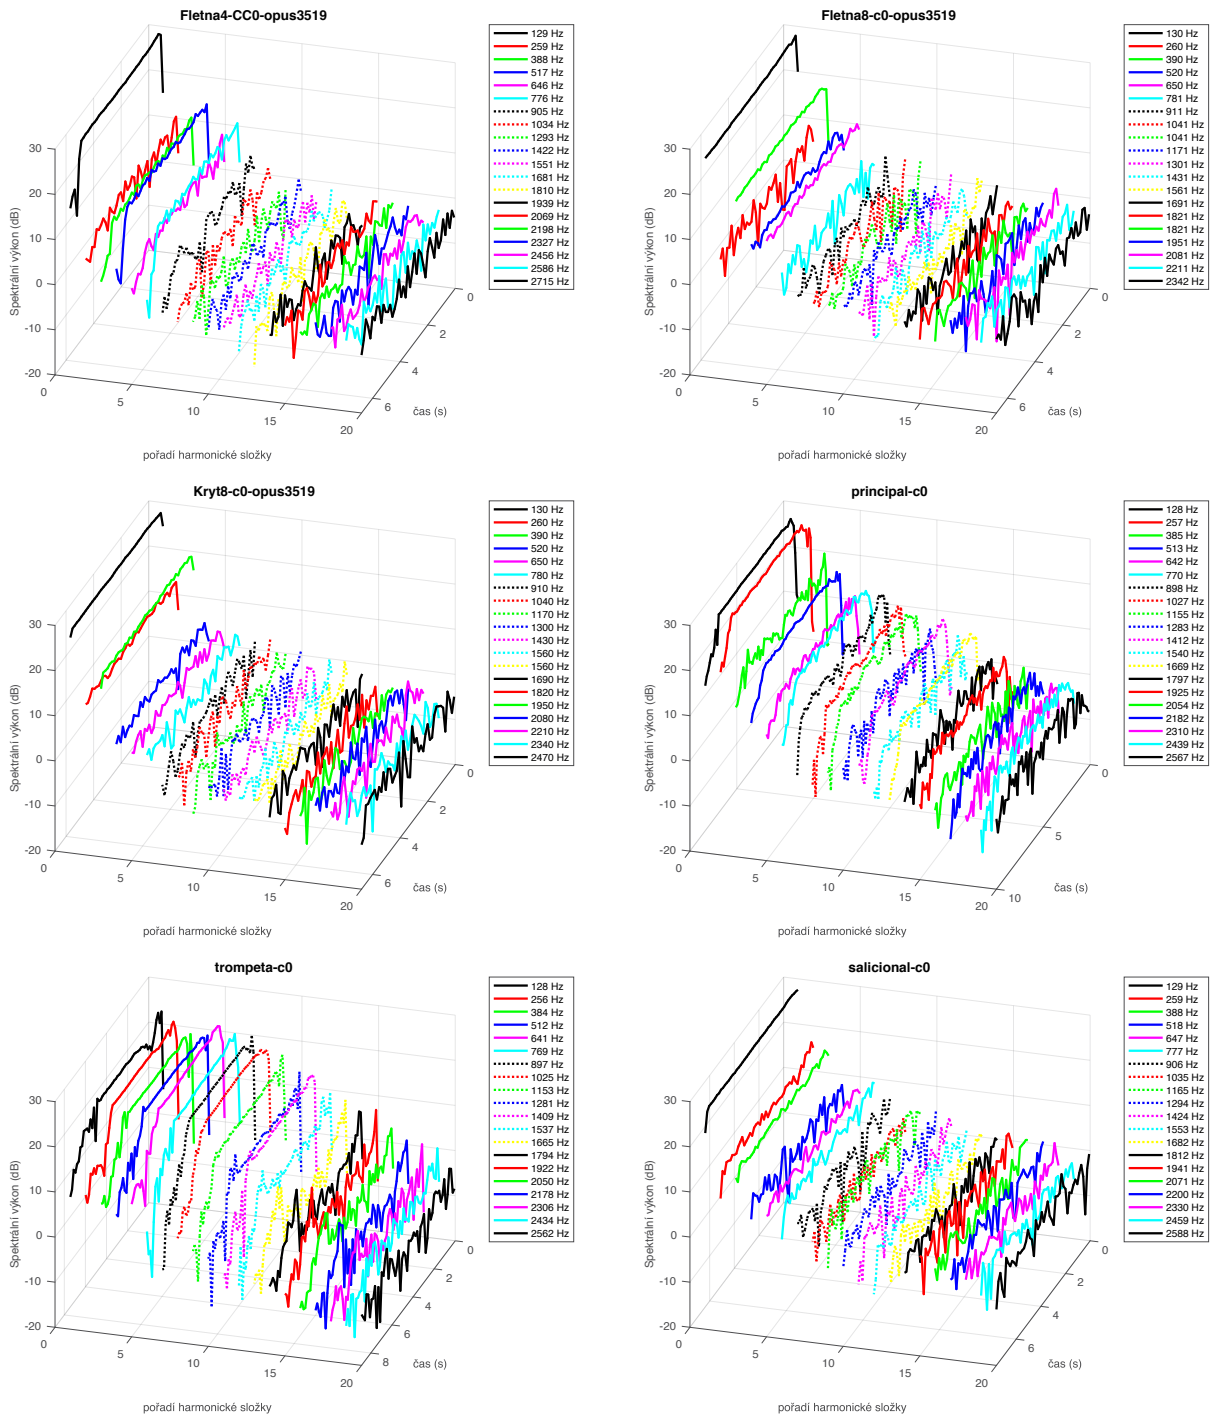 Fletna4-CC0-opus3519
Spektrální výkon (dB)
30
20
10
0
-10
-20
0
5
10
15
20
0
2
4
6
čas (s)
pořadí harmonické složky
129 Hz
259 Hz
388 Hz
517 Hz
646 Hz
776 Hz
905 Hz
1034 Hz
1293 Hz
1422 Hz
1551 Hz
1681 Hz
1810 Hz
1939 Hz
2069 Hz
2198 Hz
2327 Hz
2456 Hz
2586 Hz
2715 Hz
Fletna8-c0-opus3519
Spektrální výkon (dB)
30
20
10
0
-10
-20
0
5
10
15
20
0
2
4
6
čas (s)
pořadí harmonické složky
130 Hz
260 Hz
390 Hz
520 Hz
650 Hz
781 Hz
911 Hz
1041 Hz
1041 Hz
1171 Hz
1301 Hz
1431 Hz
1561 Hz
1691 Hz
1821 Hz
1821 Hz
1951 Hz
2081 Hz
2211 Hz
2342 Hz
Kryt8-c0-opus3519
Spektrální výkon (dB)
30
20
10
0
-10
-20
0
5
10
15
20
0
2
4
6
čas (s)
pořadí harmonické složky
130 Hz
260 Hz
390 Hz
520 Hz
650 Hz
780 Hz
910 Hz
1040 Hz
1170 Hz
1300 Hz
1430 Hz
1560 Hz
1560 Hz
1690 Hz
1820 Hz
1950 Hz
2080 Hz
2210 Hz
2340 Hz
2470 Hz
principal-c0
Spektrální výkon (dB)
30
20
10
0
-10
-20
0
5
10
15
20
0
5
10
čas (s)
pořadí harmonické složky
128 Hz
257 Hz
385 Hz
513 Hz
642 Hz
770 Hz
898 Hz
1027 Hz
1155 Hz
1283 Hz
1412 Hz
1540 Hz
1669 Hz
1797 Hz
1925 Hz
2054 Hz
2182 Hz
2310 Hz
2439 Hz
2567 Hz
trompeta-c0
Spektrální výkon (dB)
30
20
10
0
-10
-20
0
5
10
15
20
0
2
4
6
8
čas (s)
pořadí harmonické složky
128 Hz
256 Hz
384 Hz
512 Hz
641 Hz
769 Hz
897 Hz
1025 Hz
1153 Hz
1281 Hz
1409 Hz
1537 Hz
1665 Hz
1794 Hz
1922 Hz
2050 Hz
2178 Hz
2306 Hz
2434 Hz
2562 Hz
salicional-c0
Spektrální výkon (dB)
30
20
10
0
-10
-20
0
5
10
15
20
0
2
4
6
čas (s)
pořadí harmonické složky
129 Hz
259 Hz
388 Hz
518 Hz
647 Hz
777 Hz
906 Hz
1035 Hz
1165 Hz
1294 Hz
1424 Hz
1553 Hz
1682 Hz
1812 Hz
1941 Hz
2071 Hz
2200 Hz
2330 Hz
2459 Hz
2588 Hz